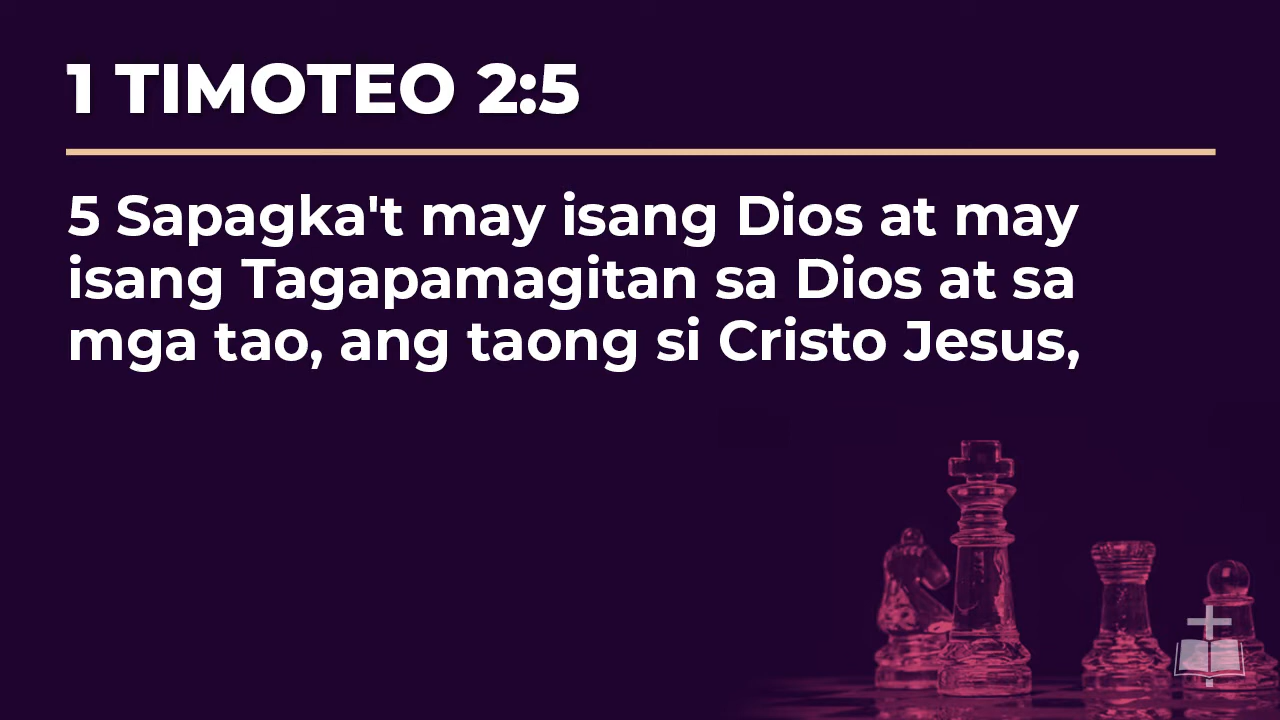 1 TIMOTEO 2:5
5 Sapagka't may isang Dios at may
isang Tagapamagitan sa Dios at sa
mga tao, ang taong si Cristo Jesus,